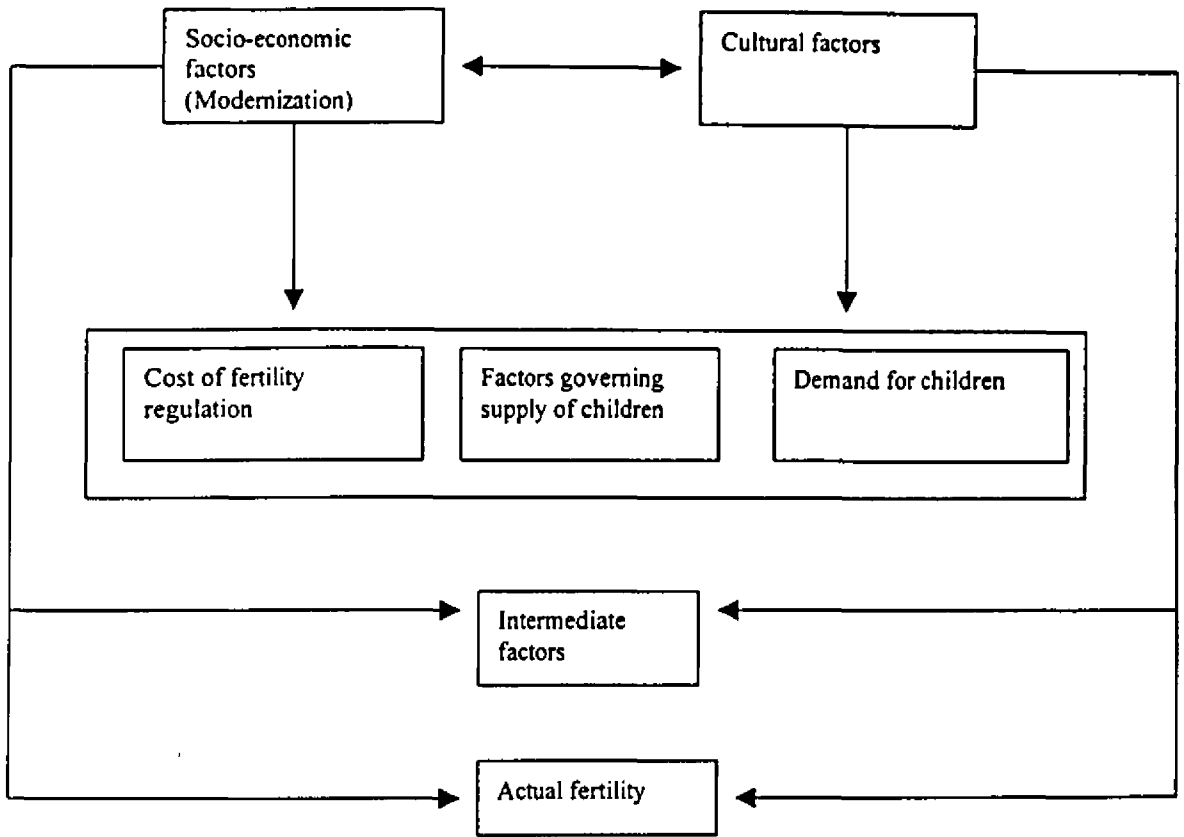 Socio-economic
factors
(Modernization)
Cultural factors
Cost of fertility
regulation
Factors governing
supply of children
Demand for children
Intermediate
factors
Actual fertility